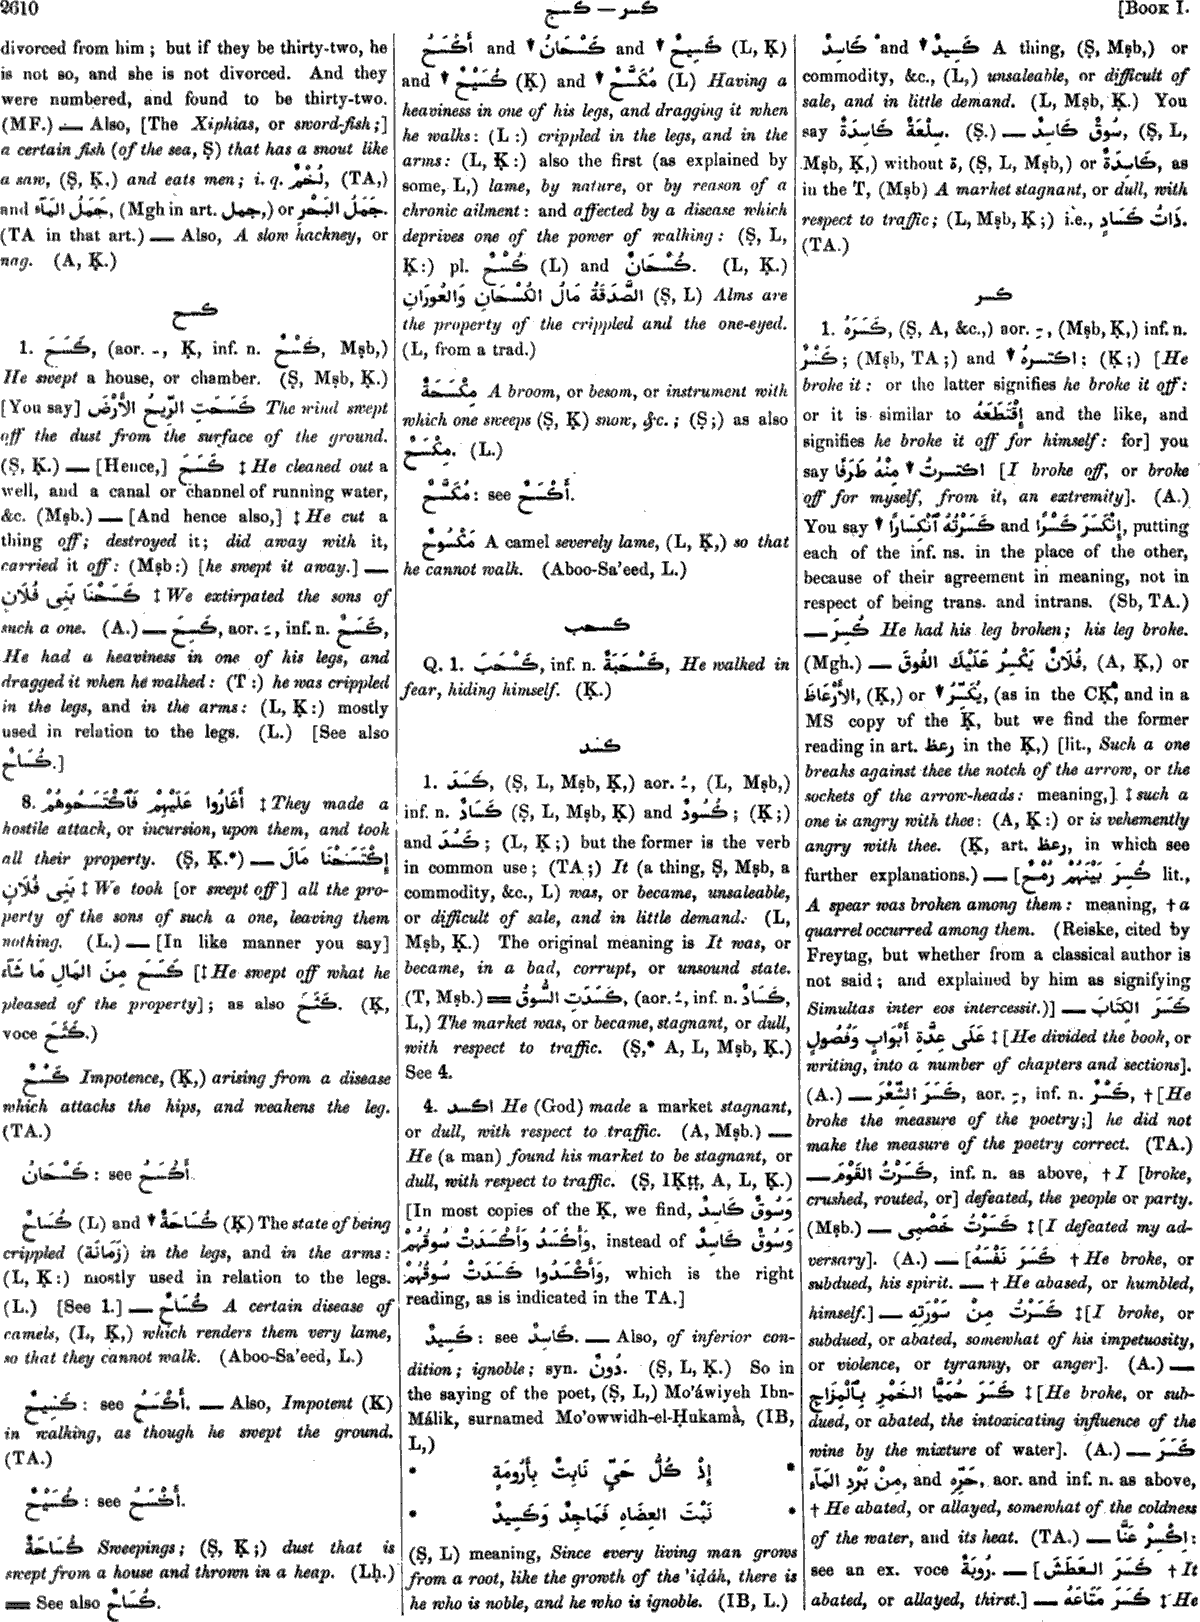 2610
كسر — كسح
[BOOK I.
divorced from him ; but if they be thirty-two, he
is not so, and she is not divorced. And they
were numbered, and found to be thirty-two.
(MF.) — Also, [The Xiphias, or sword-fish ;]
a certain fish (of the sea, Ṣ) that has a snout like
a saw, (Ṣ, Ḳ,) and eats men ; i. q. لُخْمٌ, (TA,)
and جَمَلُ المَآءِ, (Mgh in art. جمل,) or جَمَلُ البَحْرِ.
(TA in that art.) — Also, A slow hackney, or
nag. (A, Ḳ.)
كسح
1. كَسَحَ, (aor. ـَ, Ḳ, inf. n. كَسْحٌ, Mṣb,)
He swept a house, or chamber. (Ṣ, Mṣb, Ḳ.)
[You say] كَسَحَتِ الرِّيحُ الأَرْضَ The wind swept
off the dust from the surface of the ground.
(Ṣ, Ḳ.) — [Hence,] كَسَحَ ‡ He cleaned out a
well, and a canal or channel of running water,
&c. (Mṣb.) — [And hence also,] ‡ He cut a
thing off; destroyed it; did away with it,
carried it off: (Mṣb:) [he swept it away.] —
كَسَحْنَا بَنِى فُلَانٍ ‡ We extirpated the sons of
such a one. (A.) — كَسِحَ, aor. ـَ, inf. n. كَسَحٌ,
He had a heaviness in one of his legs, and
dragged it when he walked: (T:) he was crippled
in the legs, and in the arms: (L, Ḳ:) mostly
used in relation to the legs. (L.) [See also
كُسَاحٌ.]
8. أَغَارُوا عَلَيْهِمْ فَٱكْتَسَحُوهُمْ ‡ They made a
hostile attack, or incursion, upon them, and took
all their property. (Ṣ, Ḳ.*) — إِكْتَسَحْنَا مَالَ
بَنِى فُلَانٍ ‡ We took [or swept off] all the pro-
perty of the sons of such a one, leaving them
nothing. (L.) — [In like manner you say]
كَسَحَ مِنَ المَالِ مَا شَآءَ [‡ He swept off what he
pleased of the property]; as also كَثَحَ. (Ḳ,
voce كَثَحَ.)
كَسْحٌ Impotence, (Ḳ,) arising from a disease
which attacks the hips, and weakens the leg.
(TA.)
كَسْحَانُ: see أَكْسَحُ.
كُسَاحٌ (L) and ▾ كُسَاحَةٌ (Ḳ) The state of being
crippled (زَمَانَة) in the legs, and in the arms:
(L, Ḳ:) mostly used in relation to the legs.
(L.) [See 1.] — كُسَاحٌ A certain disease of
camels, (L, Ḳ,) which renders them very lame,
so that they cannot walk. (Aboo-Sa'eed, L.)
كَسِيحٌ: see أَكْسَحُ. — Also, Impotent (K)
in walking, as though he swept the ground.
(TA.)
كُسَيْحٌ: see أَكْسَحُ.
كُسَاحَةٌ Sweepings; (Ṣ, Ḳ;) dust that is
swept from a house and thrown in a heap. (Lḥ.)
═ See also كُسَاحٌ.
أَكْسَحُ and ▾ كَسْحَانُ and ▾ كَسِيحٌ (L, Ḳ)
and ▾ كُسَيْحٌ (Ḳ) and ▾ مُكَسَّحٌ (L) Having a
heaviness in one of his legs, and dragging it when
he walks: (L:) crippled in the legs, and in the
arms: (L, Ḳ:) also the first (as explained by
some, L,) lame, by nature, or by reason of a
chronic ailment: and affected by a disease which
deprives one of the power of walking: (Ṣ, L,
Ḳ:) pl. كُسْحٌ (L) and كُسْحَانٌ. (L, Ḳ.)
الصَّدَقَةُ مَالُ الكُسْحَانِ وَالعُورَانِ (Ṣ, L) Alms are
the property of the crippled and the one-eyed.
(L, from a trad.)
مِكْسَحَةٌ A broom, or besom, or instrument with
which one sweeps (Ṣ, Ḳ) snow, &c.; (Ṣ;) as also
مِكْسَحٌ. (L.)
مُكَسَّحٌ: see أَكْسَحُ.
مَكْسُوحٌ A camel severely lame, (L, Ḳ,) so that
he cannot walk. (Aboo-Sa'eed, L.)
كسحب
Q. 1. كَسْحَبَ, inf. n. كَسْحَبَةٌ, He walked in
fear, hiding himself. (Ḳ.)
كسد
1. كَسَدَ, (Ṣ, L, Mṣb, Ḳ,) aor. ـُ, (L, Mṣb,)
inf. n. كَسَادٌ (Ṣ, L, Mṣb, Ḳ) and كُسُودٌ; (Ḳ;)
and كَسُدَ; (L, Ḳ;) but the former is the verb
in common use; (TA;) It (a thing, Ṣ, Mṣb, a
commodity, &c., L) was, or became, unsaleable,
or difficult of sale, and in little demand. (L,
Mṣb, Ḳ.) The original meaning is It was, or
became, in a bad, corrupt, or unsound state.
(T, Mṣb.) ═ كَسَدَتِ السُّوقُ, (aor. ـُ, inf. n. كَسَادٌ,
L,) The market was, or became, stagnant, or dull,
with respect to traffic. (Ṣ,* A, L, Mṣb, Ḳ.)
See 4.
4. اكسد He (God) made a market stagnant,
or dull, with respect to traffic. (A, Mṣb.) —
He (a man) found his market to be stagnant, or
dull, with respect to traffic. (Ṣ, IḲṭṭ, A, L, Ḳ.)
[In most copies of the Ḳ, we find, وَسُوقٌ كَاسِدٌ
وَأَكْسَدُ وَأَكْسَدَتْ سُوقُهُمْ, instead of وَسُوقٌ كَاسِدٌ
وَأَكْسَدُوا كَسَدَتْ سُوقُهُمْ, which is the right
reading, as is indicated in the TA.]
كَسِيدٌ: see كَاسِدٌ. — Also, of inferior con-
dition; ignoble; syn. دُونٌ. (Ṣ, L, Ḳ.) So in
the saying of the poet, (Ṣ, L,) Mo'áwiyeh Ibn-
Málik, surnamed Mo'owwidh-el-Ḥukamà, (IB,
L,)
* إِذْ كُلُّ حَيٍّ نَابِتٌ بِأَرُومَةٍ *
* نَبْتَ العِضَاهِ فَمَاجِدٌ وَكَسِيدٌ *
(Ṣ, L) meaning, Since every living man grows
from a root, like the growth of the 'iḍáh, there is
he who is noble, and he who is ignoble. (IB, L.)
كَاسِدٌ and ▾ كَسِيدٌ A thing, (Ṣ, Mṣb,) or
commodity, &c., (L,) unsaleable, or difficult of
sale, and in little demand. (L, Mṣb, Ḳ.) You
say سِلْعَةٌ كَاسِدَةٌ. (Ṣ.) — سُوقٌ كَاسِدٌ, (Ṣ, L,
Mṣb, Ḳ,) without ة, (Ṣ, L, Mṣb,) or كَاسِدَةٌ, as
in the T, (Mṣb) A market stagnant, or dull, with
respect to traffic; (L, Mṣb, Ḳ;) i.e., ذَاتُ كَسَادٍ.
(TA.)
كسر
1. كَسَرَهُ, (Ṣ, A, &c.,) aor. ـِ, (Mṣb, Ḳ,) inf. n.
كَسْرٌ; (Mṣb, TA;) and ▾ اكتسرهُ; (Ḳ;) [He
broke it: or the latter signifies he broke it off:
or it is similar to إِقْتَطَعَهُ and the like, and
signifies he broke it off for himself: for] you
say ▾ اكتسرتُ مِنْهُ طَرَفًا [I broke off, or broke
off for myself, from it, an extremity]. (A.)
You say ▾ كَسَرْتُهُ ٱنْكِسَارًا and إِنْكَسَرَ كَسْرًا, putting
each of the inf. ns. in the place of the other,
because of their agreement in meaning, not in
respect of being trans. and intrans. (Sb, TA.)
— كُسِرَ He had his leg broken; his leg broke.
(Mgh.) — فُلَانٌ يَكْسِرُ عَلَيْكَ الفُوقَ, (A, Ḳ,) or
الأَرْعَاظَ, (Ḳ,) or ▾ يُكَسِّرُ, (as in the CḲ, and in a
MS copy of the Ḳ, but we find the former
reading in art. رعظ in the Ḳ,) [lit., Such a one
breaks against thee the notch of the arrow, or the
sockets of the arrow-heads: meaning,] ‡ such a
one is angry with thee: (A, Ḳ:) or is vehemently
angry with thee. (Ḳ, art. رعظ, in which see
further explanations.) — [كُسِرَ بَيْنَهُمْ رُمْحٌ lit.,
A spear was broken among them: meaning, † a
quarrel occurred among them. (Reiske, cited by
Freytag, but whether from a classical author is
not said; and explained by him as signifying
Simultas inter eos intercessit.)] — كَسَرَ الكِتَابَ
عَلَى عِدَّةِ أَبْوَابٍ وَفُصُولٍ ‡ [He divided the book, or
writing, into a number of chapters and sections].
(A.) — كَسَرَ الشِّعْرَ, aor. ـِ, inf. n. كَسْرٌ, † [He
broke the measure of the poetry;] he did not
make the measure of the poetry correct. (TA.)
— كَسَرْتُ القَوْمَ, inf. n. as above, † I [broke,
crushed, routed, or] defeated, the people or party.
(Mṣb.) — كَسَرْتُ خَصْمِى ‡ [I defeated my ad-
versary]. (A.) — [كَسَرَ نَفْسَهُ † He broke, or
subdued, his spirit. — † He abased, or humbled,
himself.] — كَسَرْتُ مِنْ سَوْرَتِهِ ‡ [I broke, or
subdued, or abated, somewhat of his impetuosity,
or violence, or tyranny, or anger]. (A.) —
كَسَرَ حُمَيَّا الخَمْرِ بِٱلْمِزَاجِ ‡ [He broke, or sub-
dued, or abated, the intoxicating influence of the
wine by the mixture of water]. (A.) — كَسَرَ
مِنْ بَرْدِ المَآءِ, and حَرِّهِ, aor. and inf. n. as above,
† He abated, or allayed, somewhat of the coldness
of the water, and its heat. (TA.) — اِكْسِرْ عَنَّا:
see an ex. voce رُوبَةٌ. — [كَسَرَ العَطَشَ † It
abated, or allayed, thirst.] — كَسَرَ مَتَاعَهُ ‡ He